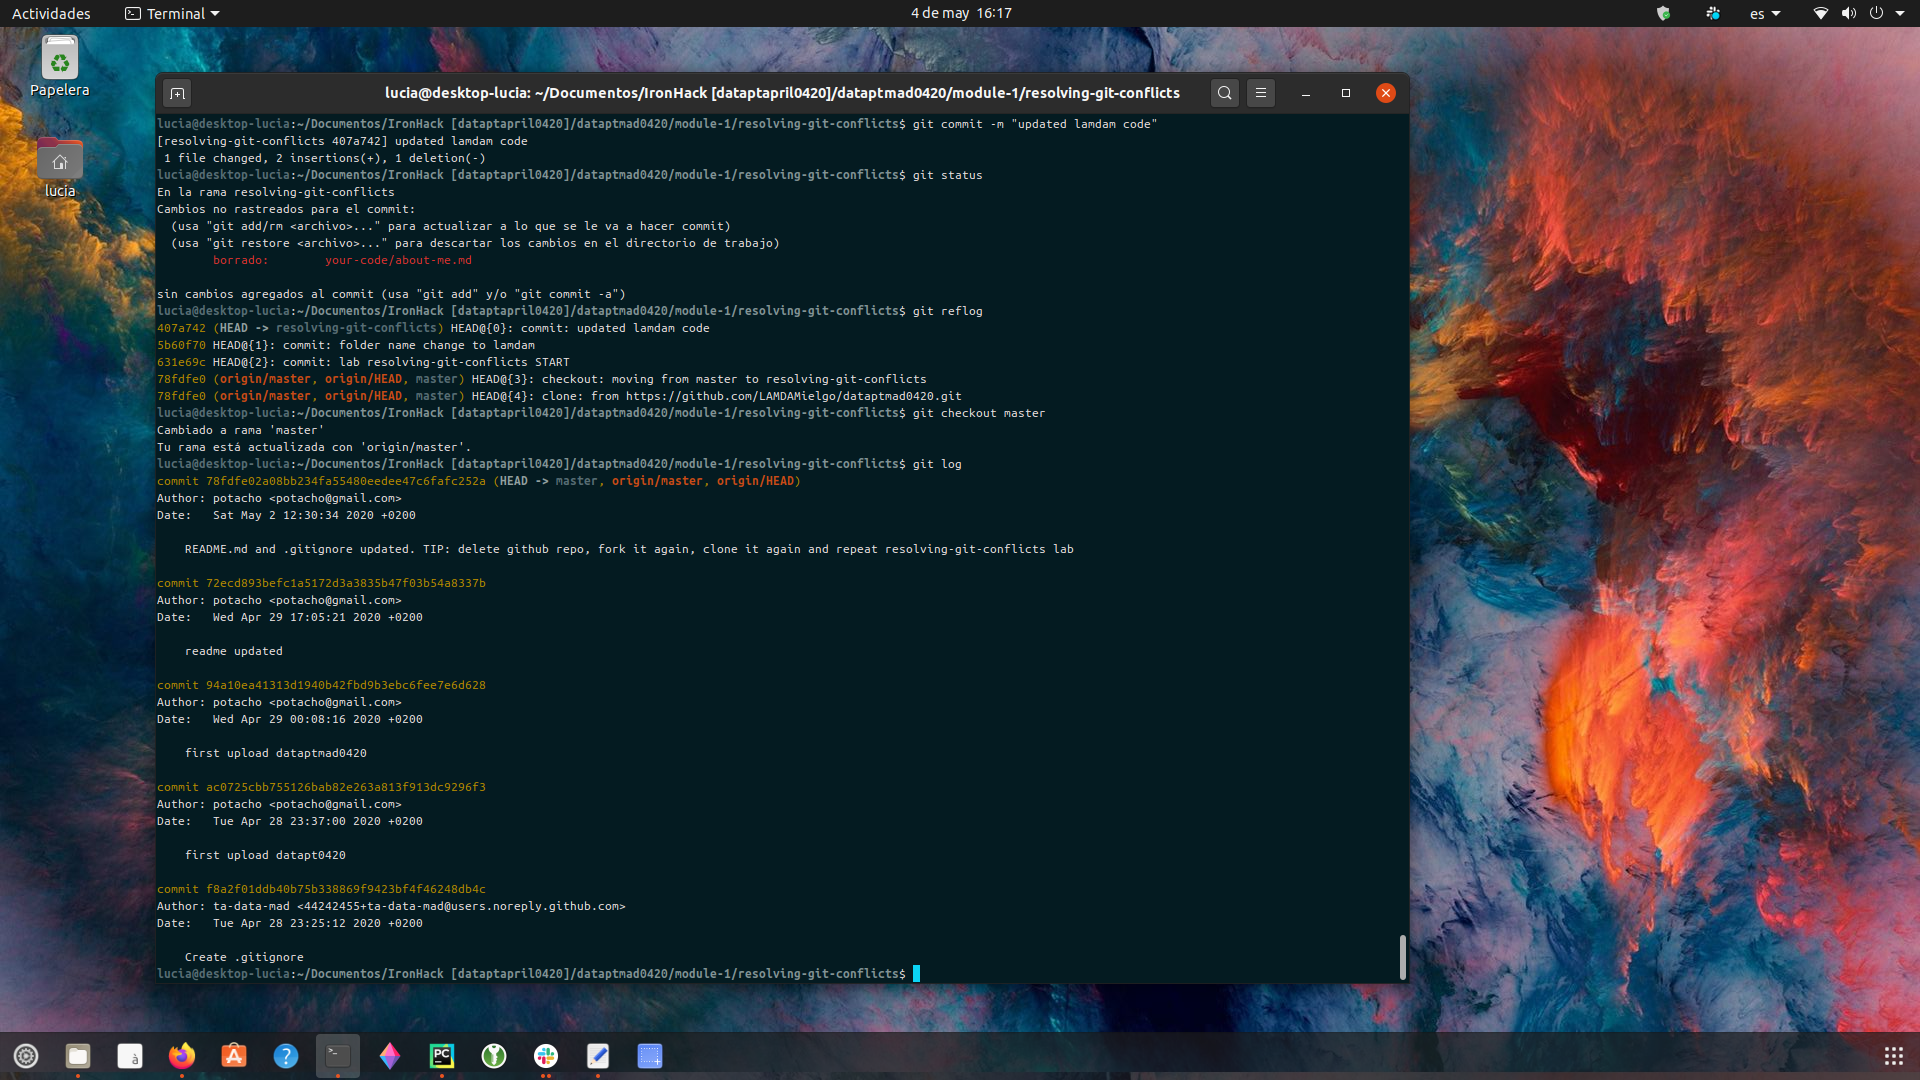 Actividades
Terminal
4 de may 16:17
es
Papelera
lucia
lucia@desktop-lucia: ~/Documentos/IronHack [dataptapril0420]/dataptmad0420/module-1/resolving-git-conflicts
lucia@desktop-lucia:~/Documentos/IronHack [dataptapril0420]/dataptmad0420/module-1/resolving-git-conflicts$ git commit -m "updated lamdam code"
[resolving-git-conflicts 407a742] updated lamdam code
1 file changed, 2 insertions(+), 1 deletion(-)
lucia@desktop-lucia:~/Documentos/IronHack [dataptapril0420]/dataptmad0420/module-1/resolving-git-conflicts$ git status
En la rama resolving-git-conflicts
Cambios no rastreados para el commit:
(usa "git add/rm <archivo>..." para actualizar a lo que se le va a hacer commit)
(usa "git restore <archivo>..." para descartar los cambios en el directorio de trabajo)
borrado: your-code/about-me.md
sin cambios agregados al commit (usa "git add" y/o "git commit -a")
lucia@desktop-lucia:~/Documentos/IronHack [dataptapril0420]/dataptmad0420/module-1/resolving-git-conflicts$ git reflog
407a742 (HEAD -> resolving-git-conflicts) HEAD@{0}: commit: updated lamdam code
5b60f70 HEAD@{1}: commit: folder name change to lamdam
631e69c HEAD@{2}: commit: lab resolving-git-conflicts START
78fdfe0 (origin/master, origin/HEAD, master) HEAD@{3}: checkout: moving from master to resolving-git-conflicts
78fdfe0 (origin/master, origin/HEAD, master) HEAD@{4}: clone: from https://github.com/LAMDAMielgo/dataptmad0420.git
lucia@desktop-lucia:~/Documentos/IronHack [dataptapril0420]/dataptmad0420/module-1/resolving-git-conflicts$ git checkout master
Cambiado a rama 'master'
Tu rama está actualizada con 'origin/master'.
lucia@desktop-lucia:~/Documentos/IronHack [dataptapril0420]/dataptmad0420/module-1/resolving-git-conflicts$ git log
commit 78fdfe02a08bb234fa55480eedee47c6fafc252a (HEAD -> master, origin/master, origin/HEAD)
Author: potacho <potacho@gmail.com>
Date: Sat May 2 12:30:34 2020 +0200
README.md and .gitignore updated. TIP: delete github repo, fork it again, clone it again and repeat resolving-git-conflicts lab
commit 72ecd893befc1a5172d3a3835b47f03b54a8337b
Author: potacho <potacho@gmail.com>
Date: Wed Apr 29 17:05:21 2020 +0200
readme updated
commit 94a10ea41313d1940b42fbd9b3ebc6fee7e6d628
Author: potacho <potacho@gmail.com>
Date: Wed Apr 29 00:08:16 2020 +0200
first upload dataptmad0420
commit ac0725cbb755126bab82e263a813f913dc9296f3
Author: potacho <potacho@gmail.com>
Date: Tue Apr 28 23:37:00 2020 +0200
first upload datapt0420
commit f8a2f01ddb40b75b338869f9423bf4f46248db4c
Author: ta-data-mad <44242455+ta-data-mad@users.noreply.github.com>
Date: Tue Apr 28 23:25:12 2020 +0200
Create .gitignore
lucia@desktop-lucia:~/Documentos/IronHack [dataptapril0420]/dataptmad0420/module-1/resolving-git-conflicts$
à
A
?
>_
PC